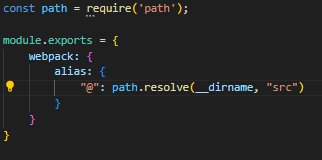 const path = require('path');
module.exports = {
webpack: {
alias: {
"@": path.resolve(__dirname, "src")
}
}
}